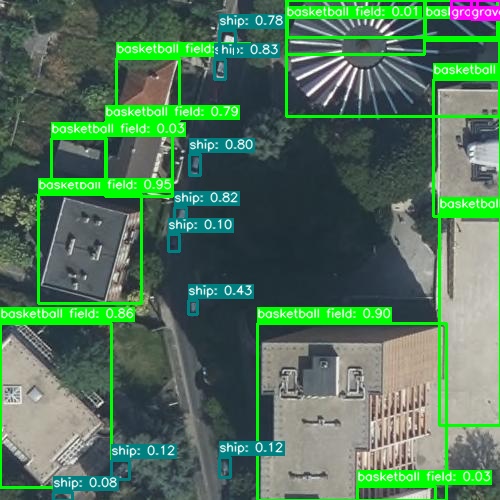 ship: 0.78
basketball field: 0.01
basketball field:
ship: 0.83
basketball
basketball field: 0.79
basketball field: 0.03
ship: 0.80
basketball field: 0.95
ship: 0.82
basketball
ship: 0.10
ship: 0.43
basketball field: 0.86
basketball field: 0.90
ship: 0.12
ship: 0.12
basketball field: 0.03
ship: 0.08